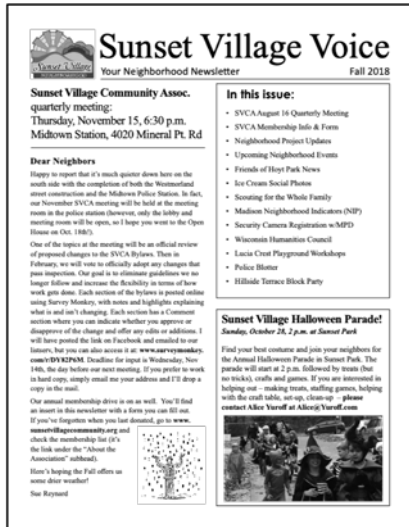 Sunset Village
Sunset Village Voice
Your Neighborhood Newsletter
Fall 2018
Sunset Village Community Assoc.
quarterly meeting:
Thursday, November 15, 6:30 p.m.
Midtown Station, 4020 Mineral Pt. Rd
Dear Neighbors
Happy to report that it's much quieter down here on the
south side with the completion of both the Westmorland
street construction and the Midtown Police Station. In fact,
our November SVCA meeting will be held at the meeting
room in the police station (however, only the lobby and
meeting room will be open, so I hope you went to the Open
House on Oct. 18th!).
One of the topics at the meeting will be an official review
of proposed changes to the SVCA Bylaws. Then in
February, we will vote to officially adopt any changes that
pass inspection. Our goal is to eliminate guidelines we no
longer follow and increase the flexibility in terms of how
work gets done. Each section of the bylaws is posted online
using Survey Monkey, with notes and highlights explaining
what is and isn't changing. Each section has a Comment
section where you can indicate whether you approve or
disapprove of the change and offer any edits or additions. I
will have posted the link on Facebook and emailed to our
listserv, but you can also access it at: www.surveymonkey.
com/r/DY82P6M. Deadline for input is Wednesday, Nov
14th, the day before our next meeting. If you prefer to work
in hard copy, simply email me your address and I'll drop a
copy in the mail.
Our annual membership drive is on as well. You'll find
an insert in this newsletter with a form you can fill out.
If you've forgotten when you last donated, go to www.
sunsetvillagecommunity.org and
check the membership list (it's
the link under the "About the
Association" subhead).
Here's hoping the Fall offers us
some drier weather!
Sue Reynard
In this issue:
• SVCA August 16 Quarterly Meeting
• SVCA Membership Info & Form
• Neighborhood Project Updates
• Upcoming Neighborhood Events
• Friends of Hoyt Park News
• Ice Cream Social Photos
• Scouting for the Whole Family
• Madison Neighborhood Indicators (NIP)
• Security Camera Registration w/MPD
• Wisconsin Humanities Council
• Lucia Crest Playground Workshops
• Police Blotter
• Hillside Terrace Block Party
Sunset Village Halloween Parade!
Sunday, October 28, 2 p.m. at Sunset Park
Find your best costume and join your neighbors for
the Annual Halloween Parade in Sunset Park. The
parade will start at 2 p.m. followed by treats (but
no tricks), crafts and games. If you are interested in
helping out – making treats, staffing games, helping
with the craft table, set-up, clean-up – please
contact Alice Yuroff at Alice@Yuroff.com